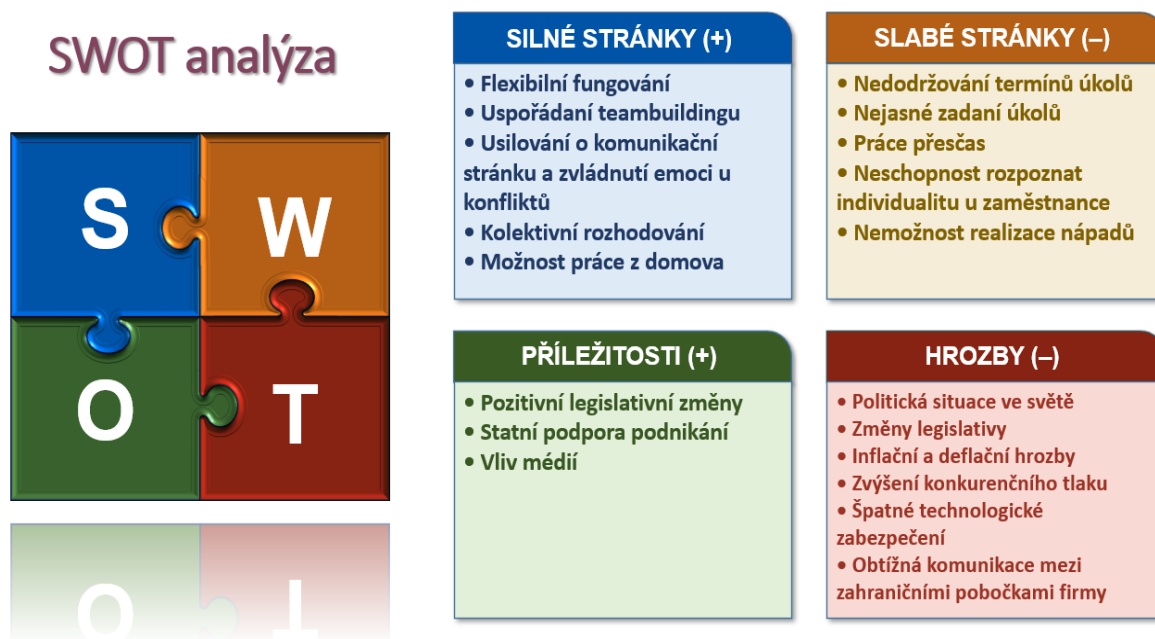 SWOT analýza
S
W
O
T
SILNÉ STRÁNKY (+)
• Flexibilní fungování
• Uspořádaní teambuildingu
• Usilování o komunikační
stránku a zvládnutí emoci u
konfliktů
• Kolektivní rozhodování
• Možnost práce z domova
SLABÉ STRÁNKY (–)
• Nedodržování termínů úkolů
• Nejasné zadaní úkolů
• Práce přesčas
• Neschopnost rozpoznat
individualitu u zaměstnance
• Nemožnost realizace nápadů
PŘÍLEŽITOSTI (+)
• Pozitivní legislativní změny
• Statní podpora podnikání
• Vliv médií
HROZBY (–)
• Politická situace ve světě
• Změny legislativy
• Inflační a deflační hrozby
• Zvýšení konkurenčního tlaku
• Špatné technologické
zabezpečení
• Obtížná komunikace mezi
zahraničními pobočkami firmy